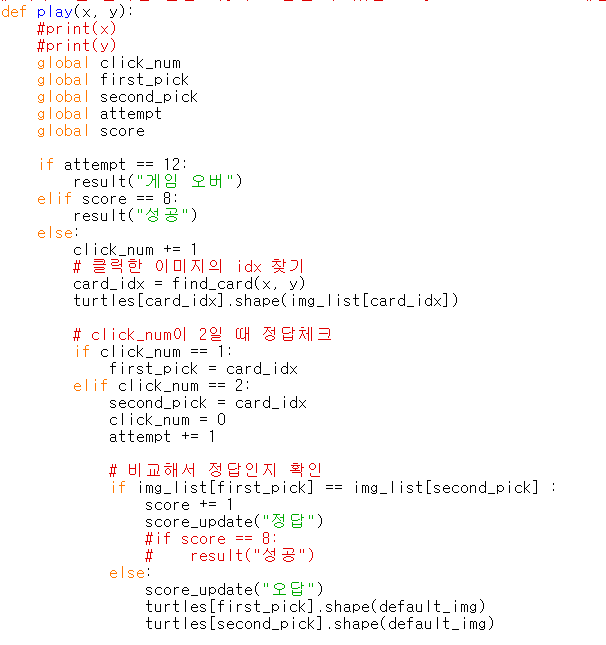 def play(x, y):
    #print(x)
    #print(y)
    global click_num
    global first_pick
    global second_pick
    global attempt
    global score

    if attempt == 12:
        result("게임 오버")
    elif score == 8:
        result("성공")
    else:
        click_num += 1
        # 클릭한 이미지의 idx 찾기
        card_idx = find_card(x, y)
        turtles[card_idx].shape(img_list[card_idx])

        # click_num이 2일 때 정답체크
        if click_num == 1:
            first_pick = card_idx
        elif click_num == 2:
            second_pick = card_idx
            click_num = 0
            attempt += 1

            # 비교해서 정답인지 확인
            if img_list[first_pick] == img_list[second_pick] :
                score += 1
                score_update("정답")
                #if score == 8:
                #    result("성공")
            else:
                score_update("오답")
                turtles[first_pick].shape(default_img)
                turtles[second_pick].shape(default_img)